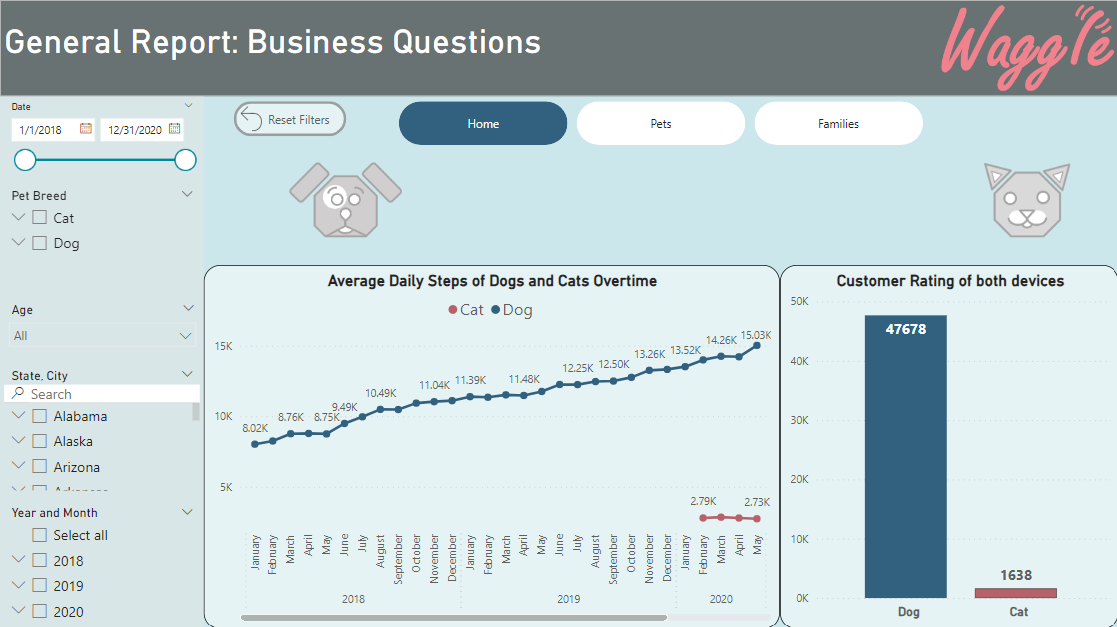 General Report: Business Questions
Waggle
Date
1/1/2018
12/31/2020
Reset Filters
Home
Pets
Families
Pet Breed
Cat
Dog
Age
All
State, City
Search
Alabama
Alaska
Arizona
Arkansas
Year and Month
Select all
2018
2019
2020
Average Daily Steps of Dogs and Cats Overtime
Cat Dog
15K
10K
5K
8.02K
8.76K
8.75K
9.49K
10.49K
11.04K
11.39K
11.48K
12.25K
12.50K
13.26K
13.52K
14.26K
15.03K
2.79K
2.73K
January
February
March
April
May
June
July
August
September
October
November
December
January
February
March
April
May
June
July
August
September
October
November
December
January
February
March
April
May
2018
2019
2020
Customer Rating of both devices
50K
40K
30K
20K
10K
0K
47678
1638
Dog
Cat